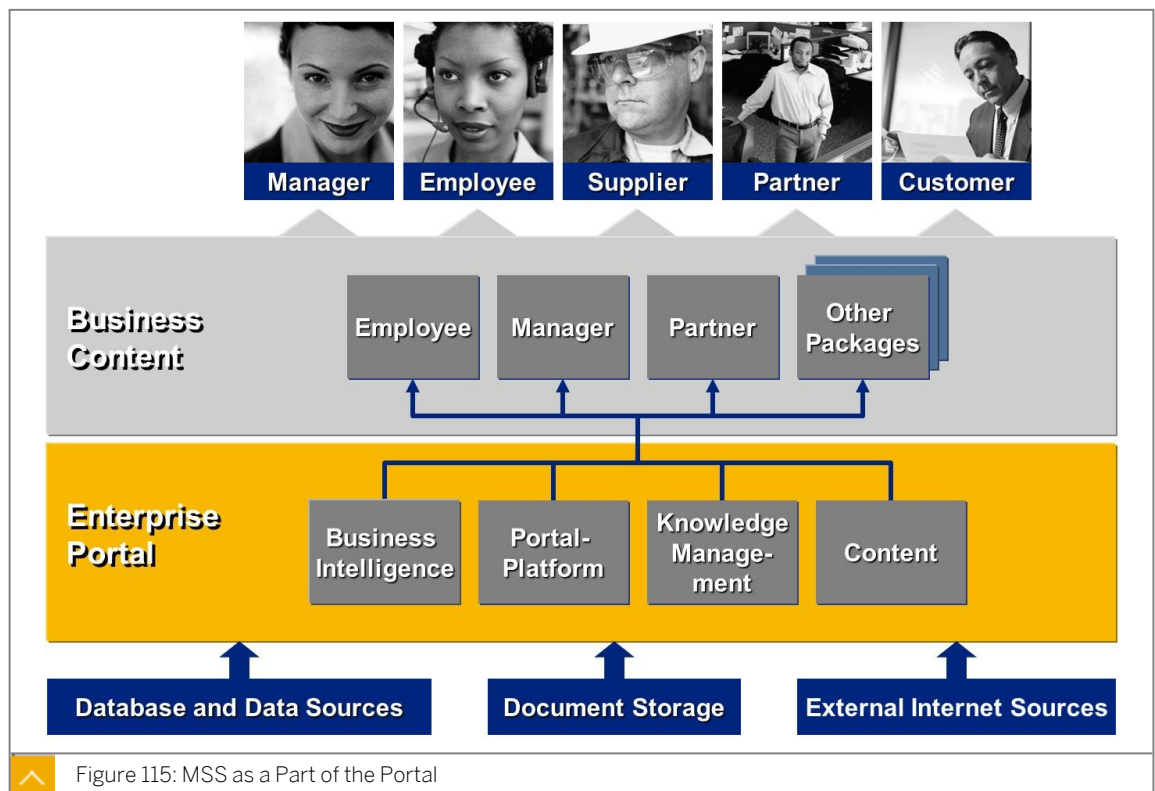 Manager
Employee
Supplier
Partner
Customer
Business
Content
Employee
Manager
Partner
Other
Packages
Enterprise
Portal
Business
Intelligence
Portal-
Platform
Knowledge
Manage-
ment
Content
Database and Data Sources
Document Storage
External Internet Sources
Figure 115: MSS as a Part of the Portal